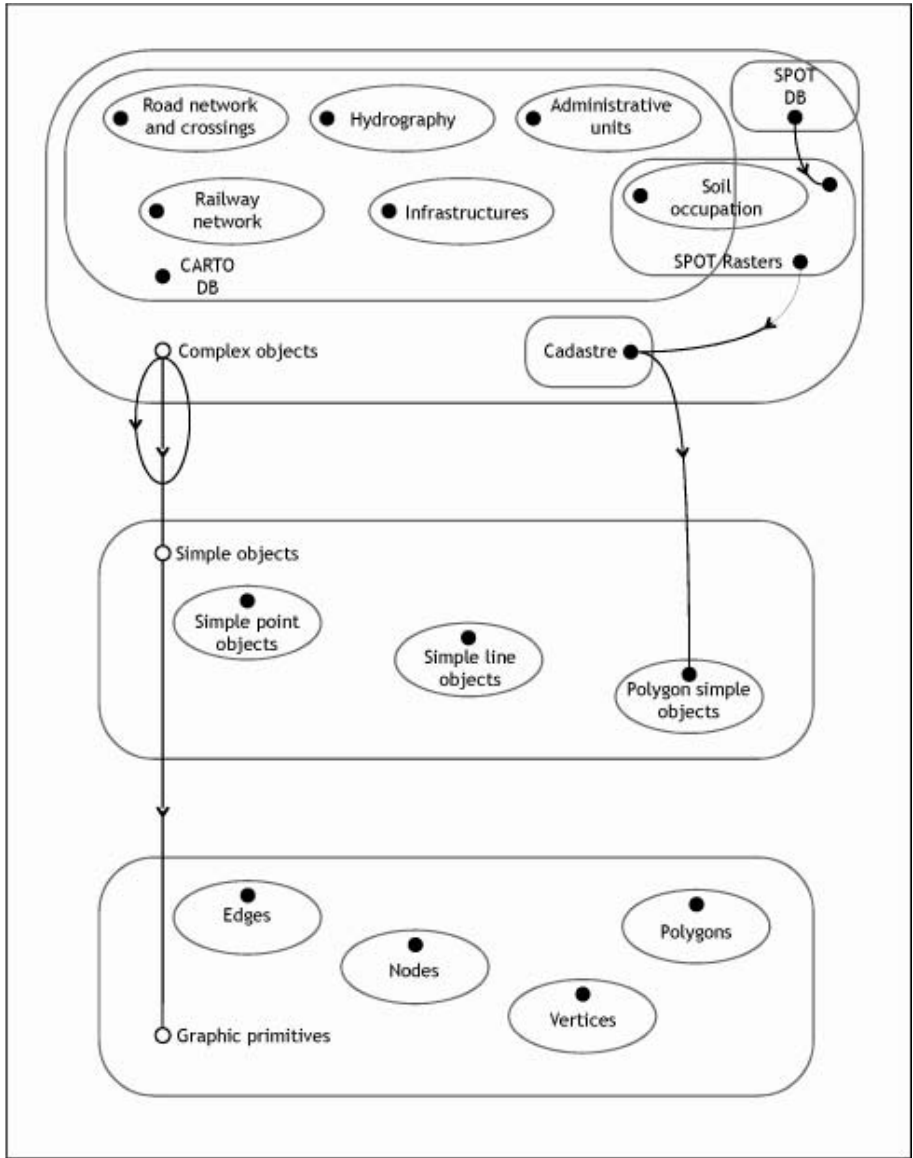 SPOT
DB
Road network
and crossings
Hydrography
Administrative
units
Railway
network
Infrastructures
Soil
occupation
CARTO
DB
SPOT Rasters
Complex objects
Cadastre
Simple objects
Simple point
objects
Simple line
objects
Polygon simple
objects
Edges
Polygons
Nodes
Vertices
Graphic primitives